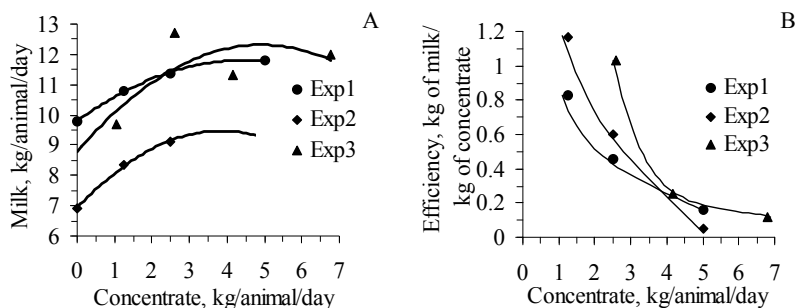 A
Milk, kg/animal/day
13
12
11
10
9
8
7
6
0 1 2 3 4 5 6 7
Concentrate, kg/animal/day
Exp1
Exp2
Exp3
B
Efficiency, kg of milk/
kg of concentrate
1.2
1
0.8
0.6
0.4
0.2
0
0 1 2 3 4 5 6 7
Concentrate, kg/animal/day
Exp1
Exp2
Exp3